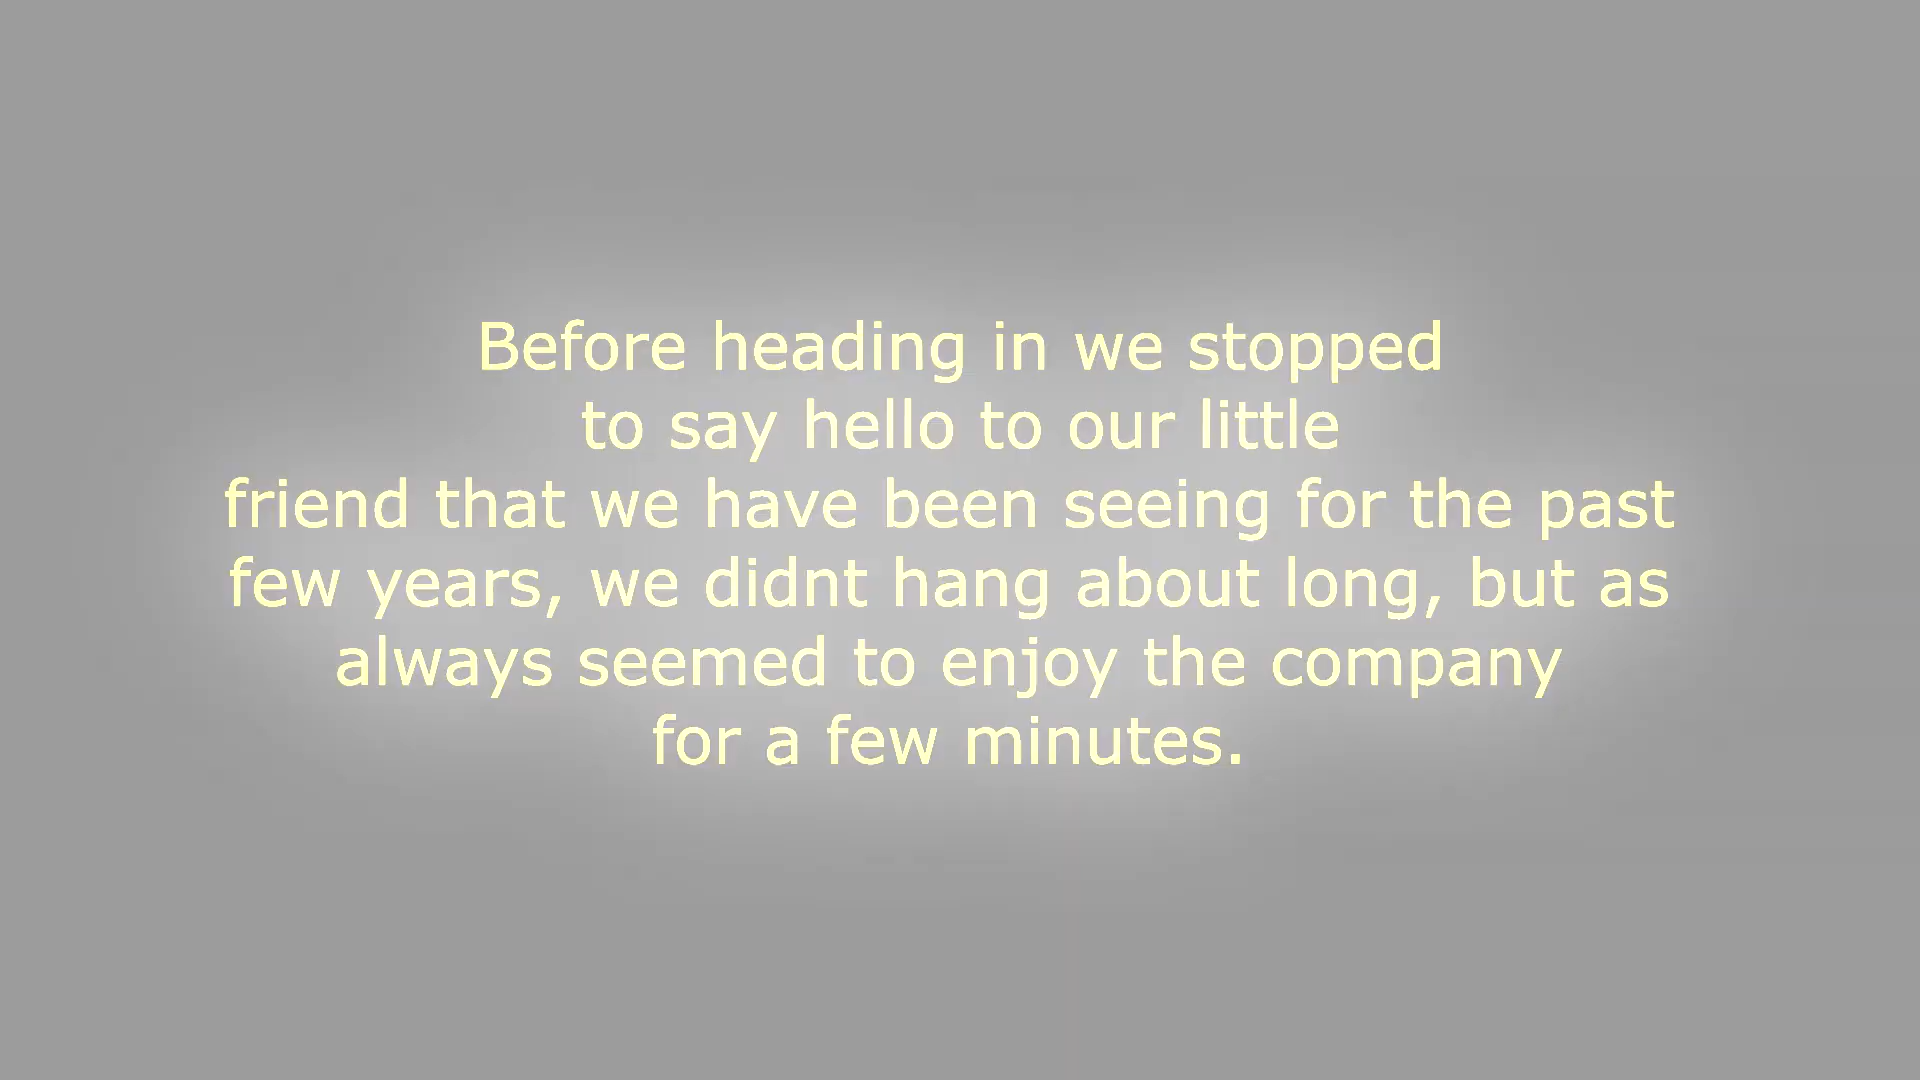 Before heading in we stopped
to say hello to our little
friend that we have been seeing for the past
few years, we didnt hang about long, but as
always seemed to enjoy the company
for a few minutes.